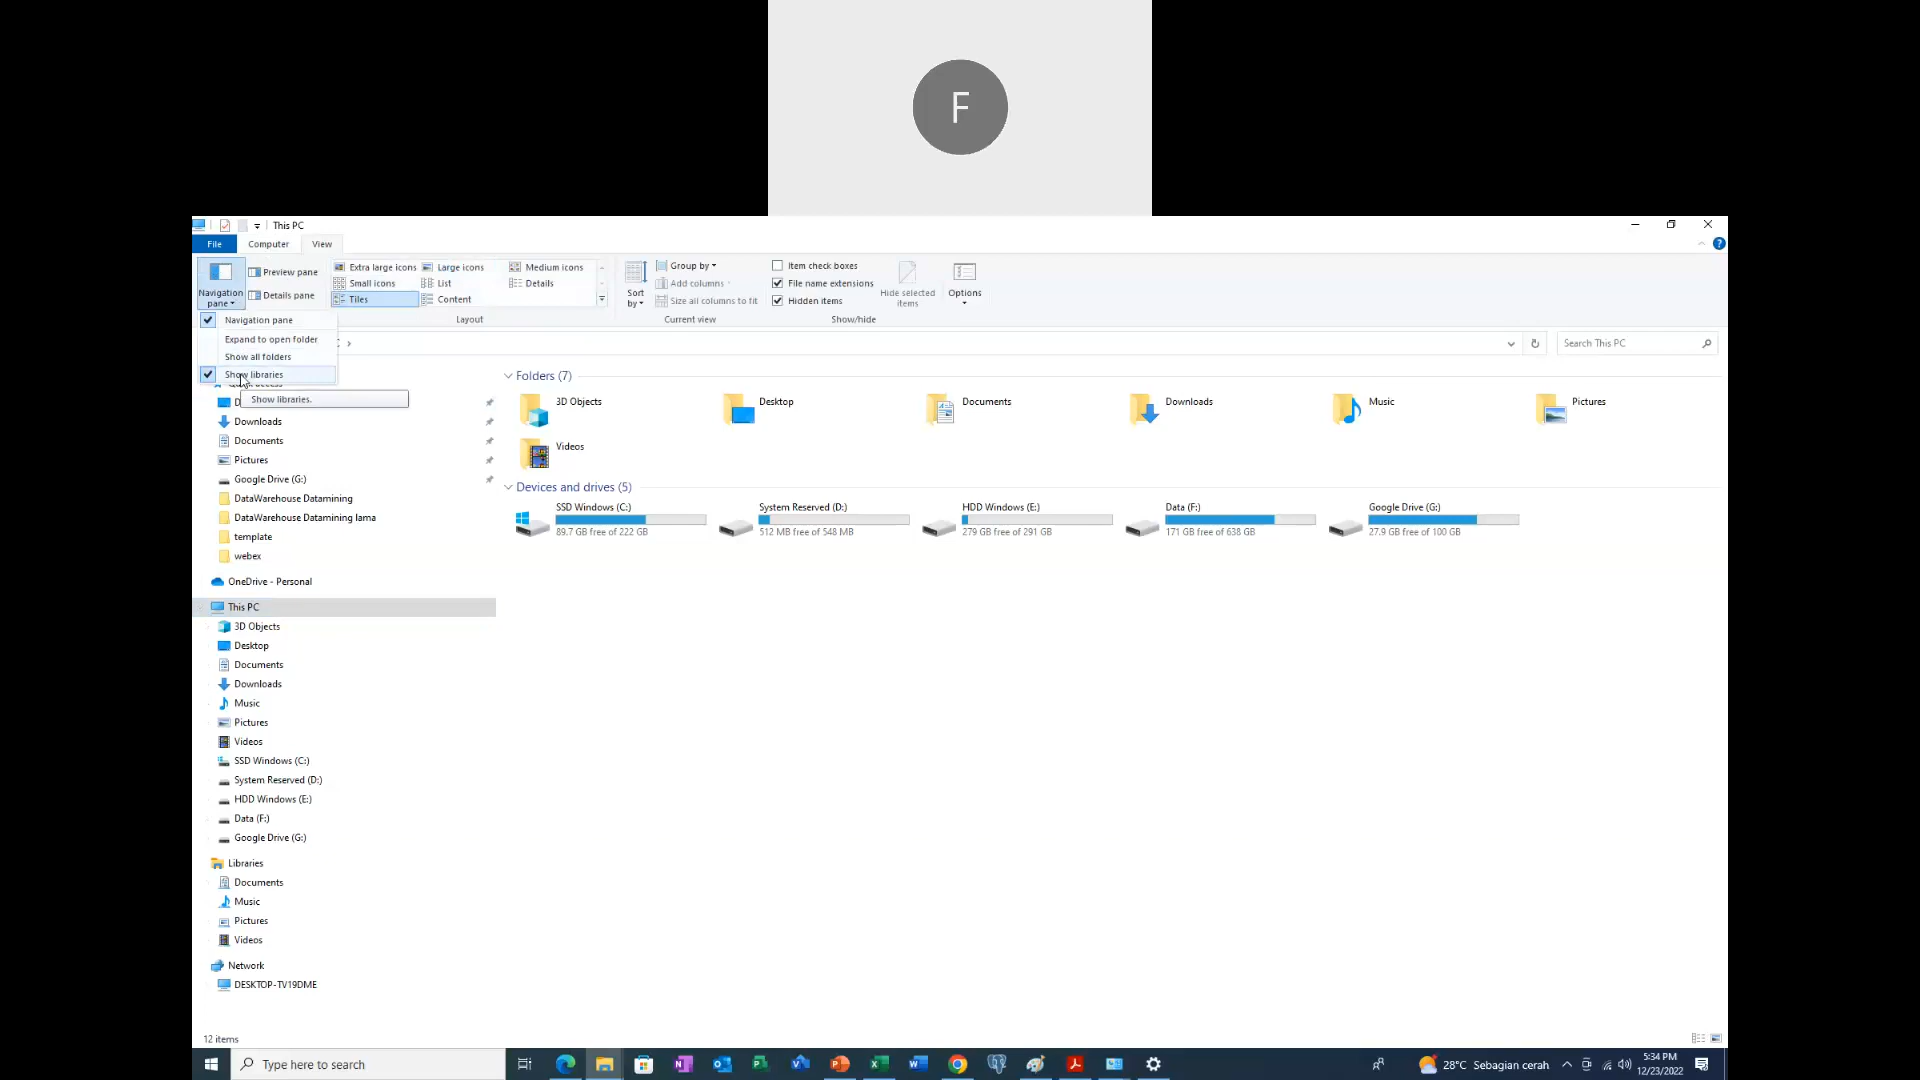 F
This PC
File Computer View
Navigation pane
Preview pane
Details pane
Extra large icons Large icons Medium icons
Small icons List Details
Tiles Content
Layout
Sort by
Group by
Add columns
Size all columns to fit
Current view
Item check boxes
File name extensions
Hidden items
Hide selected items
Show/hide
Options
Navigation pane
Expand to open folder
Show all folders
Show libraries
Show libraries.
Search This PC
Downloads
Documents
Pictures
Google Drive (G:)
DataWarehouse Datamining
DataWarehouse Datamining lama
template
webex
OneDrive - Personal
This PC
3D Objects
Desktop
Documents
Downloads
Music
Pictures
Videos
SSD Windows (C:)
System Reserved (D:)
HDD Windows (E:)
Data (F:)
Google Drive (G:)
Libraries
Documents
Music
Pictures
Videos
Network
DESKTOP-TV19DME
Folders (7)
3D Objects Desktop Documents Downloads Music Pictures
Videos
Devices and drives (5)
SSD Windows (C:) System Reserved (D:) HDD Windows (E:) Data (F:) Google Drive (G:)
89.7 GB free of 222 GB 512 MB free of 548 MB 279 GB free of 291 GB 171 GB free of 638 GB 27.9 GB free of 100 GB
12 items
Type here to search
28°C Sebagian cerah
5:34 PM
12/23/2022